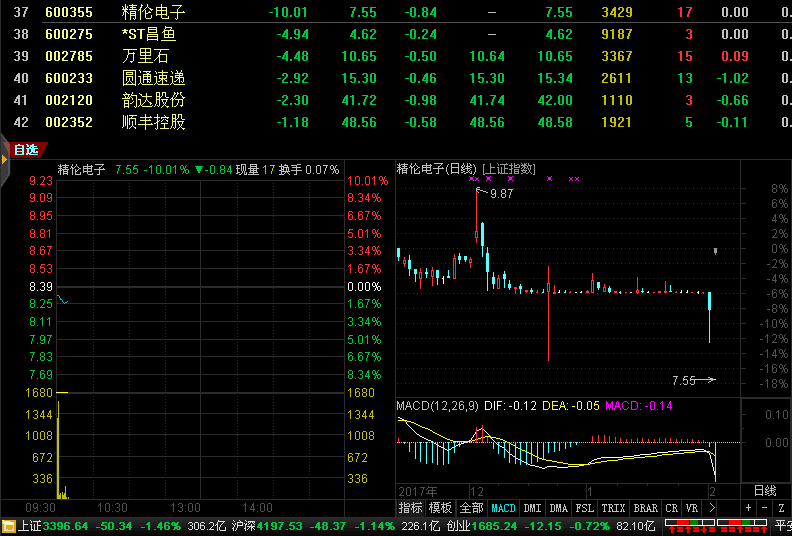 37 600355 精伦电子 -10.01 7.55 -0.84 — 7.55 3429 17 0.00 0.
38 600275 *ST昌鱼 -4.94 4.62 -0.24 — 4.62 9187 3 0.00 0.
39 002785 万里石 -4.48 10.65 -0.50 10.64 10.65 3367 15 0.09 0.
40 600233 圆通速递 -2.92 15.30 -0.46 15.30 15.34 2611 13 -1.02 0.
41 002120 韵达股份 -2.30 41.72 -0.98 41.74 42.00 1110 3 -0.66 0.
42 002352 顺丰控股 -1.18 48.56 -0.58 48.56 48.58 1921 5 -0.11 0.
自选
精伦电子 7.55 -10.01% ▼-0.84 现量 17 换手 0.07%
9.23 10.01%
9.09 8.34%
8.95 6.67%
8.81 5.01%
8.67 3.34%
8.53 1.67%
8.39 0.00%
8.25 1.67%
8.11 3.34%
7.97 5.01%
7.83 6.67%
7.69 8.34%
1680 1680
1344 1344
1008 1008
672 672
336 336
09:30 10:30 13:00 14:00
精伦电子(日线) [上证指数]
9.87
8%
6%
4%
2%
0%
-2%
-4%
-6%
-8%
-10%
-12%
-14%
-16%
-18%
7.55
MACD(12,26,9) DIF: -0.12 DEA: -0.05 MACD: -0.14
0.10
0.00
2017年 12 1 2 日线
指标 模板 全部 MACD DMI DMA FSL TRIX BRAR CR VR > + - Z
上证3396.64 -50.34 -1.46% 306.2亿 沪深4197.53 -48.37 -1.14% 226.1亿 创业1685.24 -12.15 -0.72% 82.10亿 平安